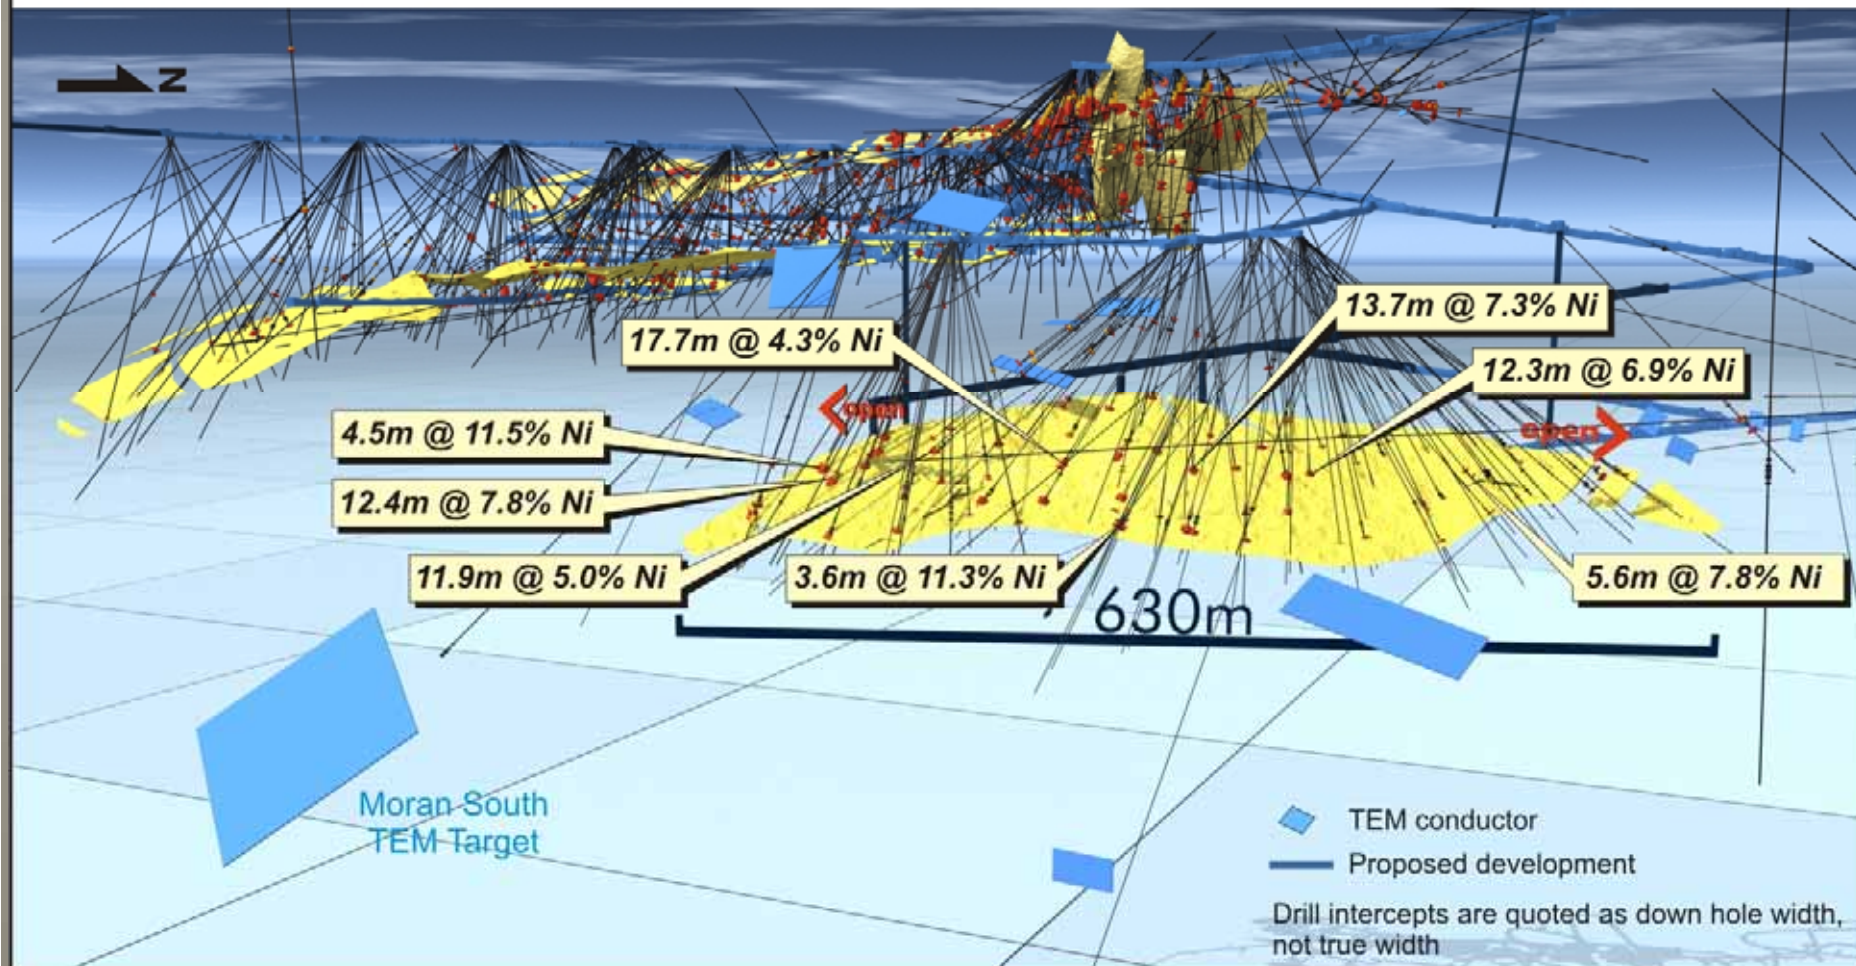 N
13.7m @ 7.3% Ni
17.7m @ 4.3% Ni
12.3m @ 6.9% Ni
open
open
4.5m @ 11.5% Ni
12.4m @ 7.8% Ni
11.9m @ 5.0% Ni
3.6m @ 11.3% Ni
5.6m @ 7.8% Ni
630m
Moran South
TEM Target
TEM conductor
Proposed development
Drill intercepts are quoted as down hole width,
not true width